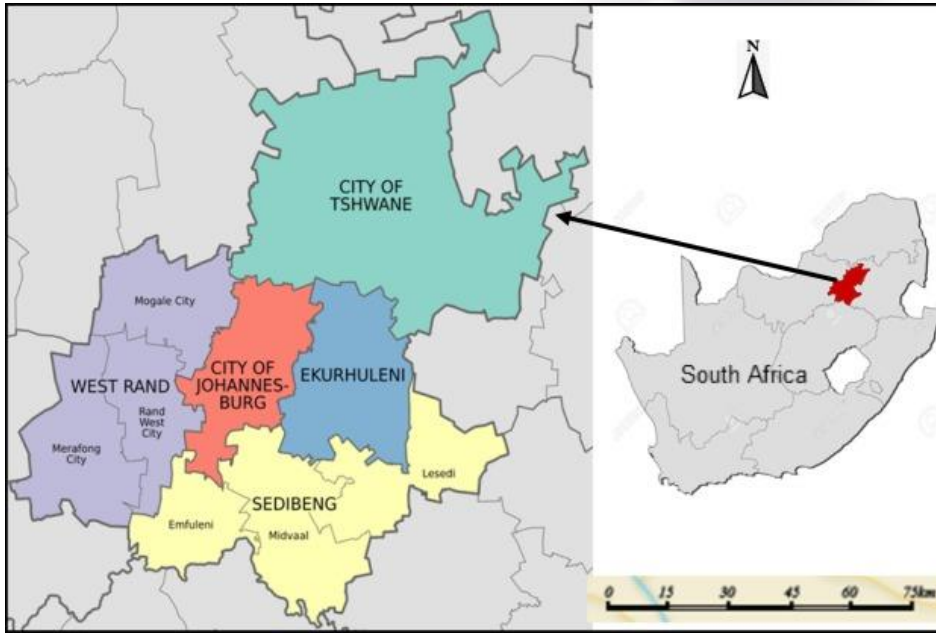 N
CITY OF
TSHWANE
Mogale City
WEST RAND
CITY OF
JOHANNES-
BURG
EKURHULENI
Rand
West
City
Merafong
City
Lesedi
SEDIBENG
Emfuleni
Midvaal
South Africa
0 15 30 45 60 75km